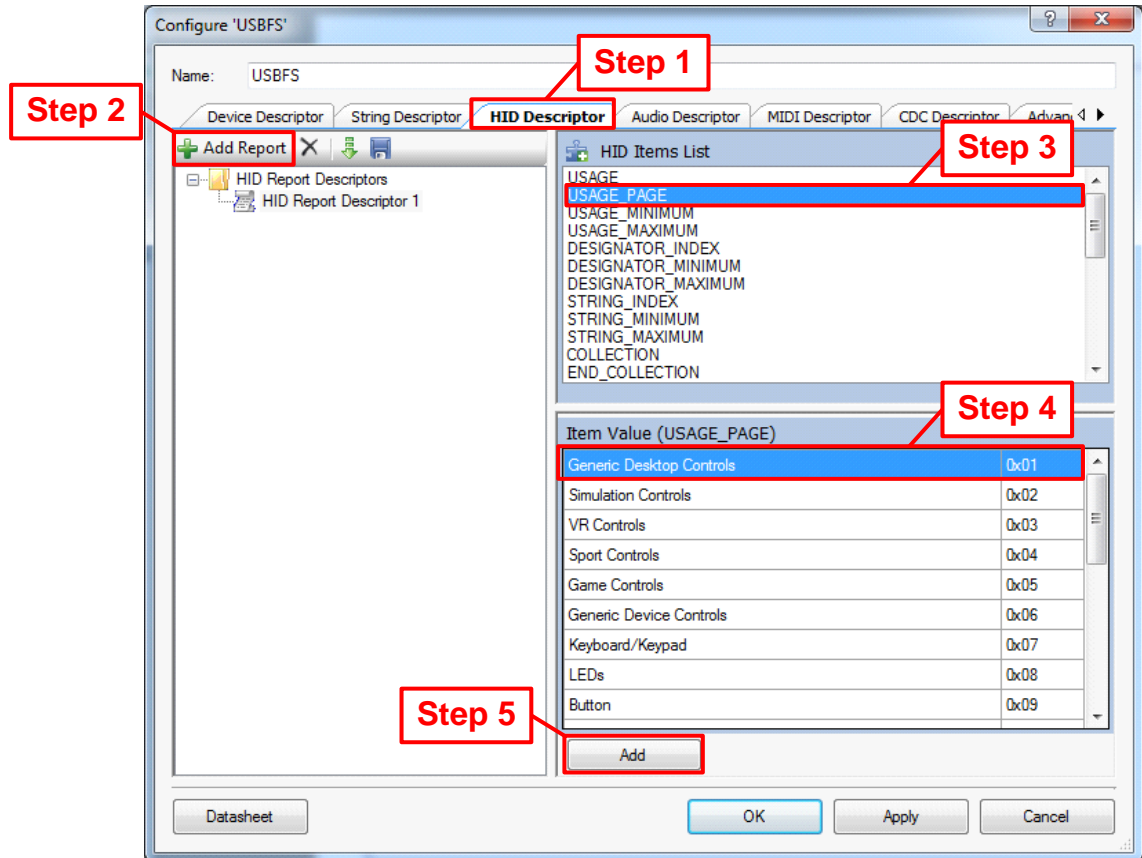 Configure 'USBFS'
Name: USBFS
Step 1
Step 2
Device Descriptor String Descriptor HID Descriptor Audio Descriptor MIDI Descriptor CDC Descriptor Advan
Add Report
HID Report Descriptors
HID Report Descriptor 1
HID Items List
Step 3
USAGE
USAGE_PAGE
USAGE_MINIMUM
USAGE_MAXIMUM
DESIGNATOR_INDEX
DESIGNATOR_MINIMUM
DESIGNATOR_MAXIMUM
STRING_INDEX
STRING_MINIMUM
STRING_MAXIMUM
COLLECTION
END_COLLECTION
Step 4
Item Value (USAGE_PAGE)
Generic Desktop Controls 0x01
Simulation Controls 0x02
VR Controls 0x03
Sport Controls 0x04
Game Controls 0x05
Generic Device Controls 0x06
Keyboard/Keypad 0x07
LEDs 0x08
Button 0x09
Step 5
Add
Datasheet OK Apply Cancel